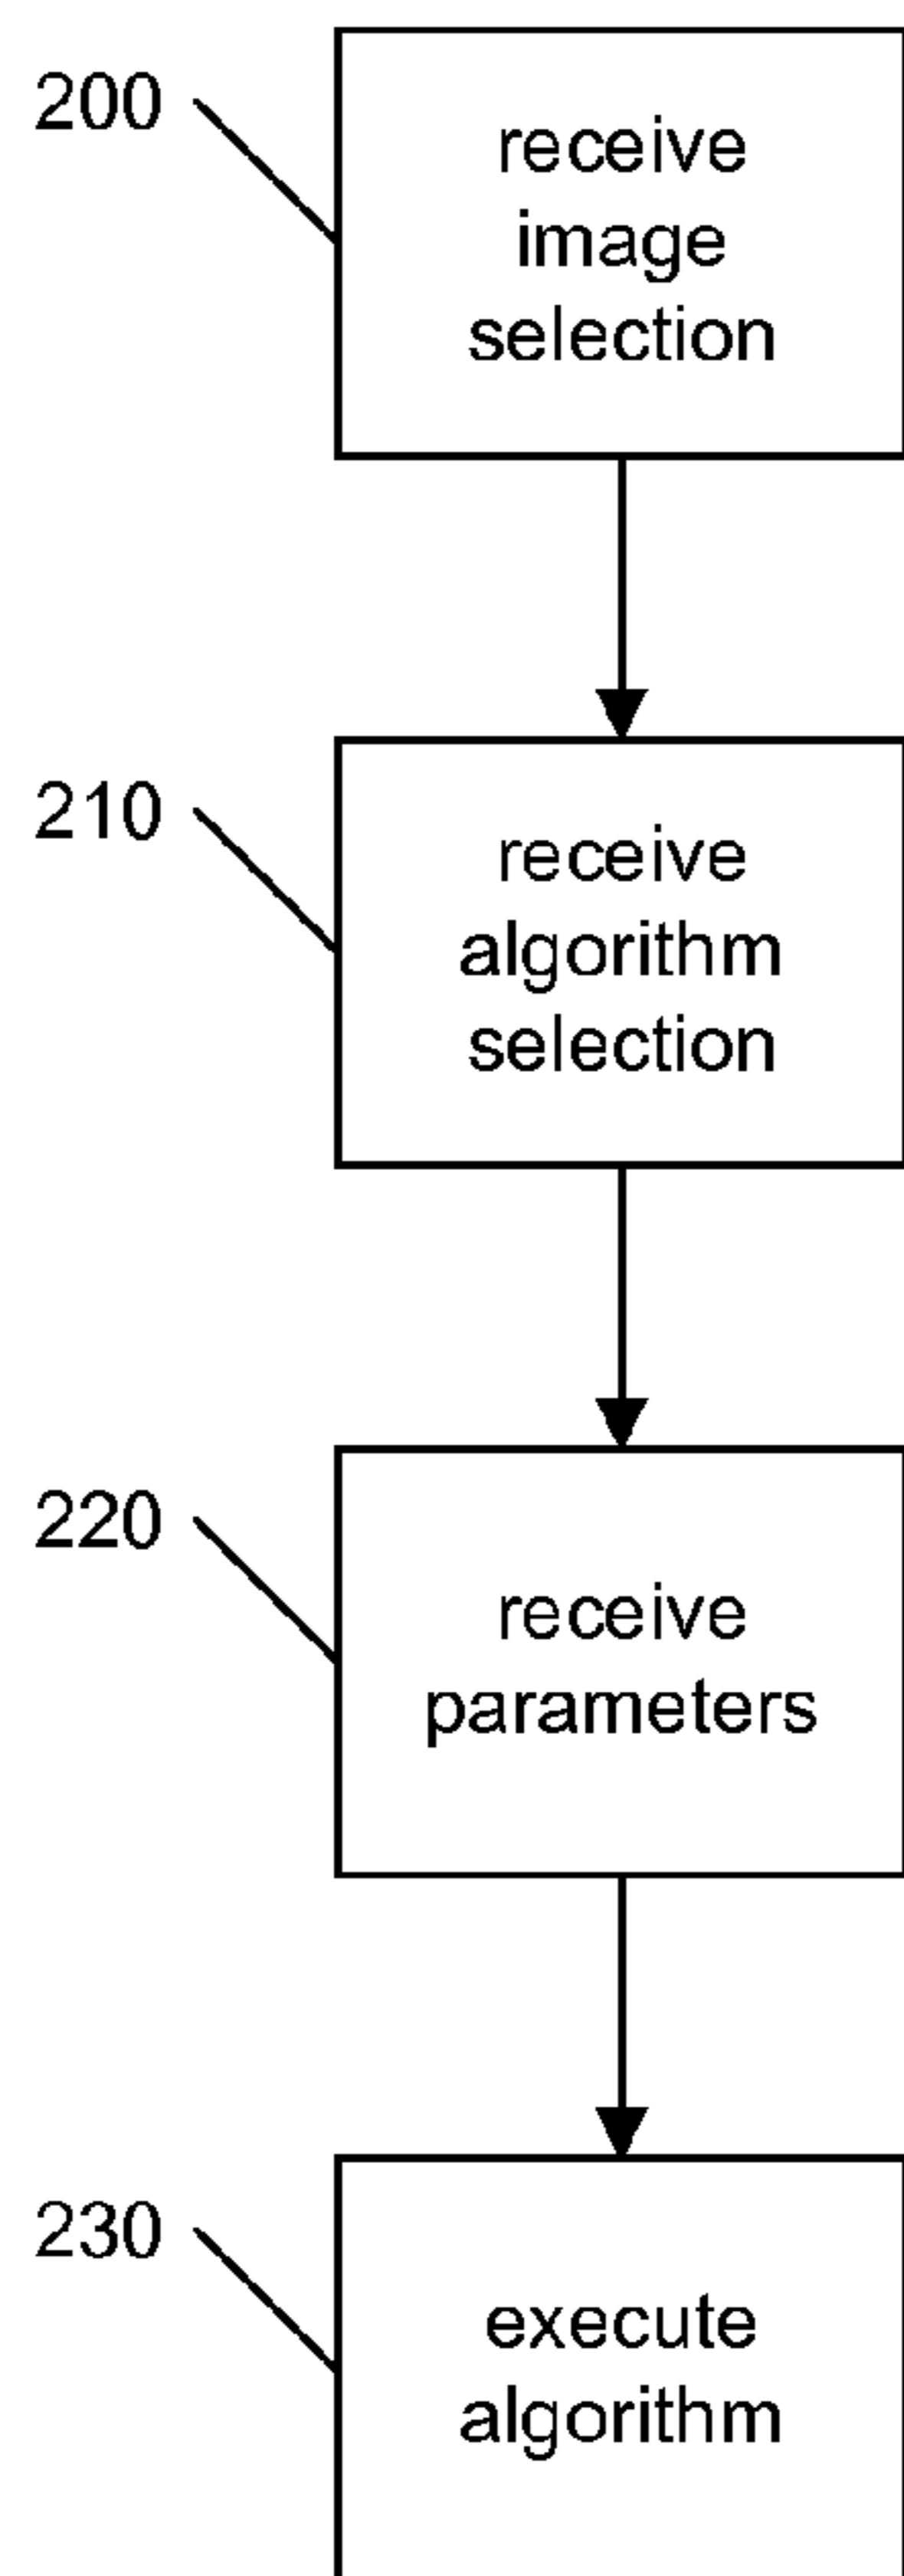 200
receive
image
selection
210
receive
algorithm
selection
220
receive
parameters
230
execute
algorithm